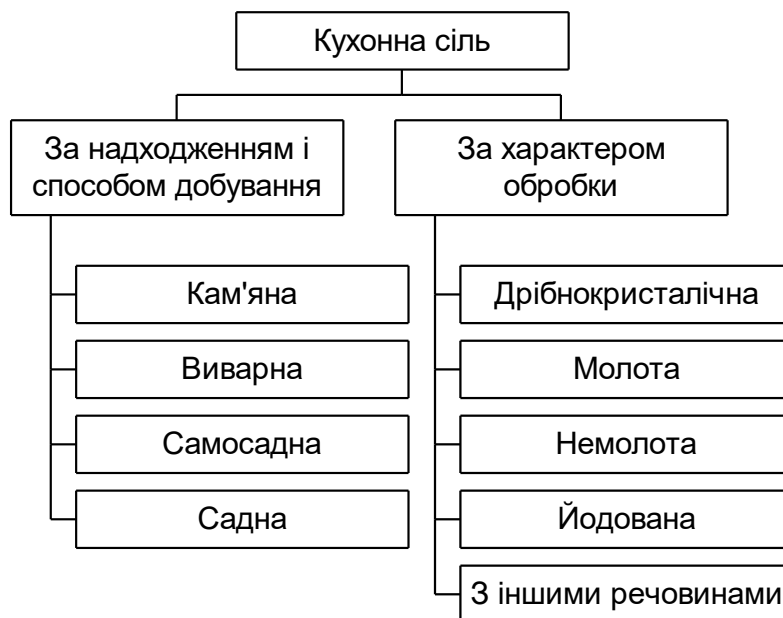 Кухонна сіль
За надходженням і
способом добування
За характером
обробки
Кам'яна
Виварна
Самосадна
Садна
Дрібнокристалічна
Молота
Немолота
Йодована
З іншими речовинами